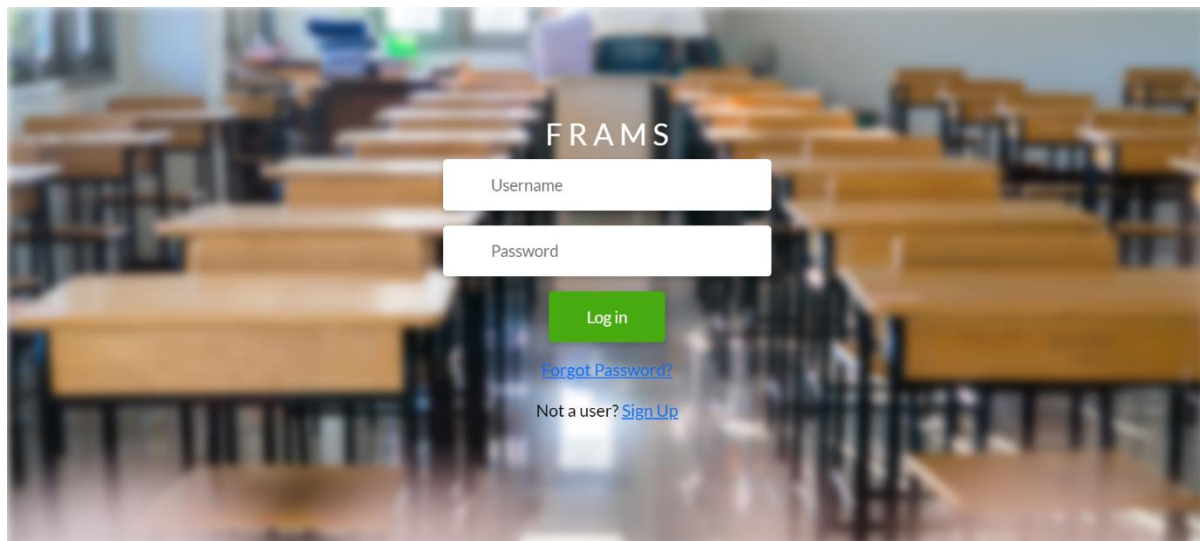 FRAMS
Username
Password
Log in
Forgot Password?
Not a user? Sign Up